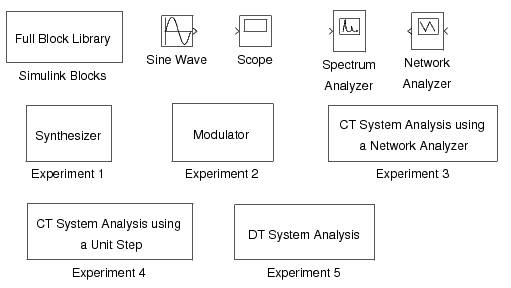 Full Block Library
Simulink Blocks
Sine Wave
Scope
Spectrum
Analyzer
Network
Analyzer
Synthesizer
Experiment 1
Modulator
Experiment 2
CT System Analysis using
a Network Analyzer
Experiment 3
CT System Analysis using
a Unit Step
Experiment 4
DT System Analysis
Experiment 5